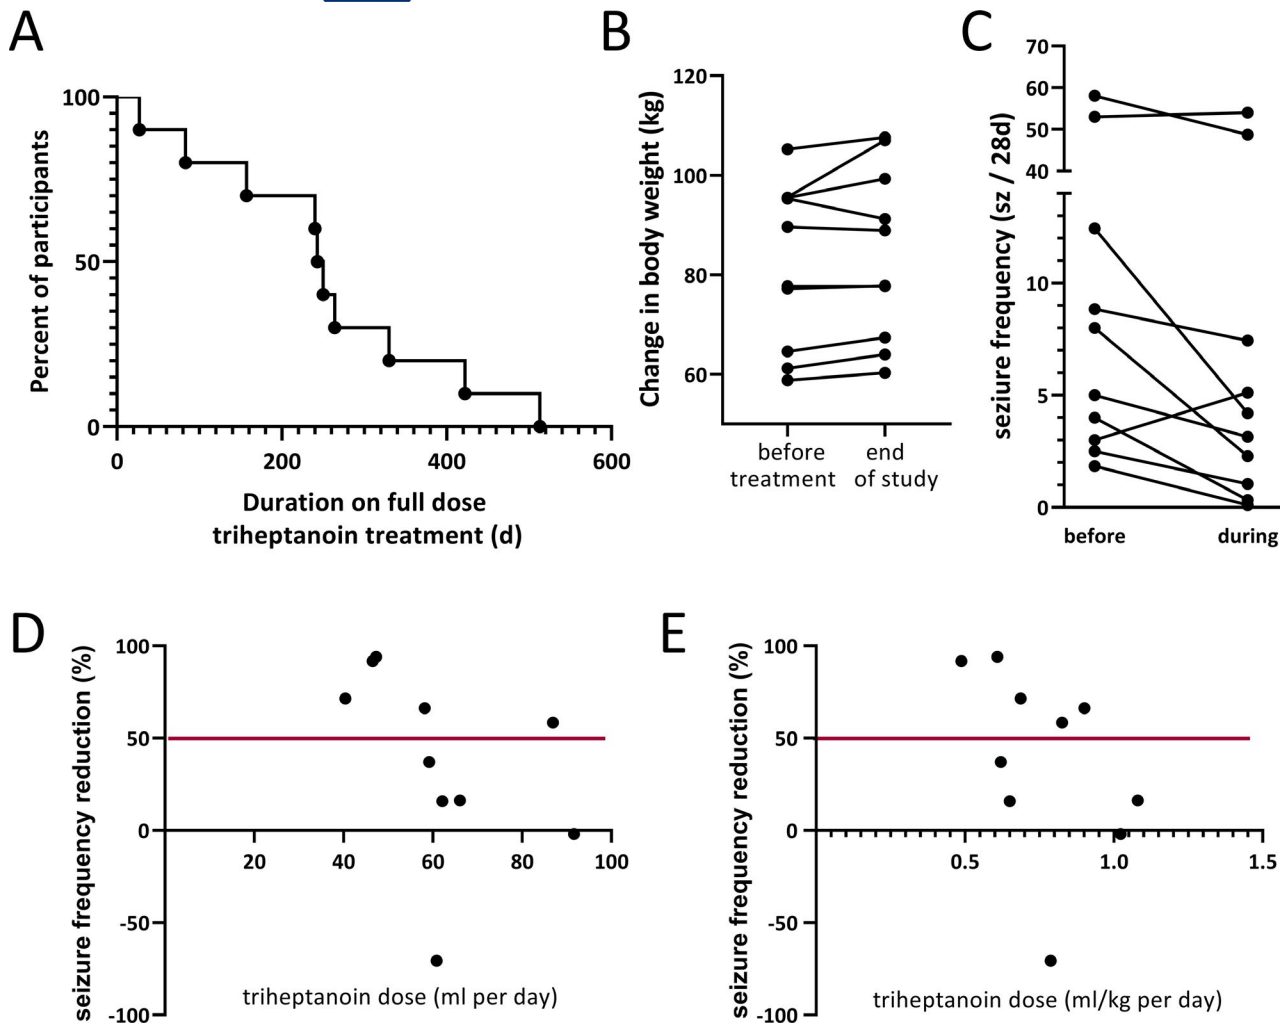 A
100
50
0
Percent of participants
0 200 400 600
Duration on full dose
triheptanoin treatment (d)
B
120
100
80
60
Change in body weight (kg)
before end
treatment of study
C
70
60
50
40
10
5
0
seziure frequency (sz / 28d)
before during
D
100
50
0
-50
-100
seizure frequency reduction (%)
20 40 60 80 100
triheptanoin dose (ml per day)
E
100
50
0
-50
-100
seizure frequency reduction (%)
0.5 1.0 1.5
triheptanoin dose (ml/kg per day)